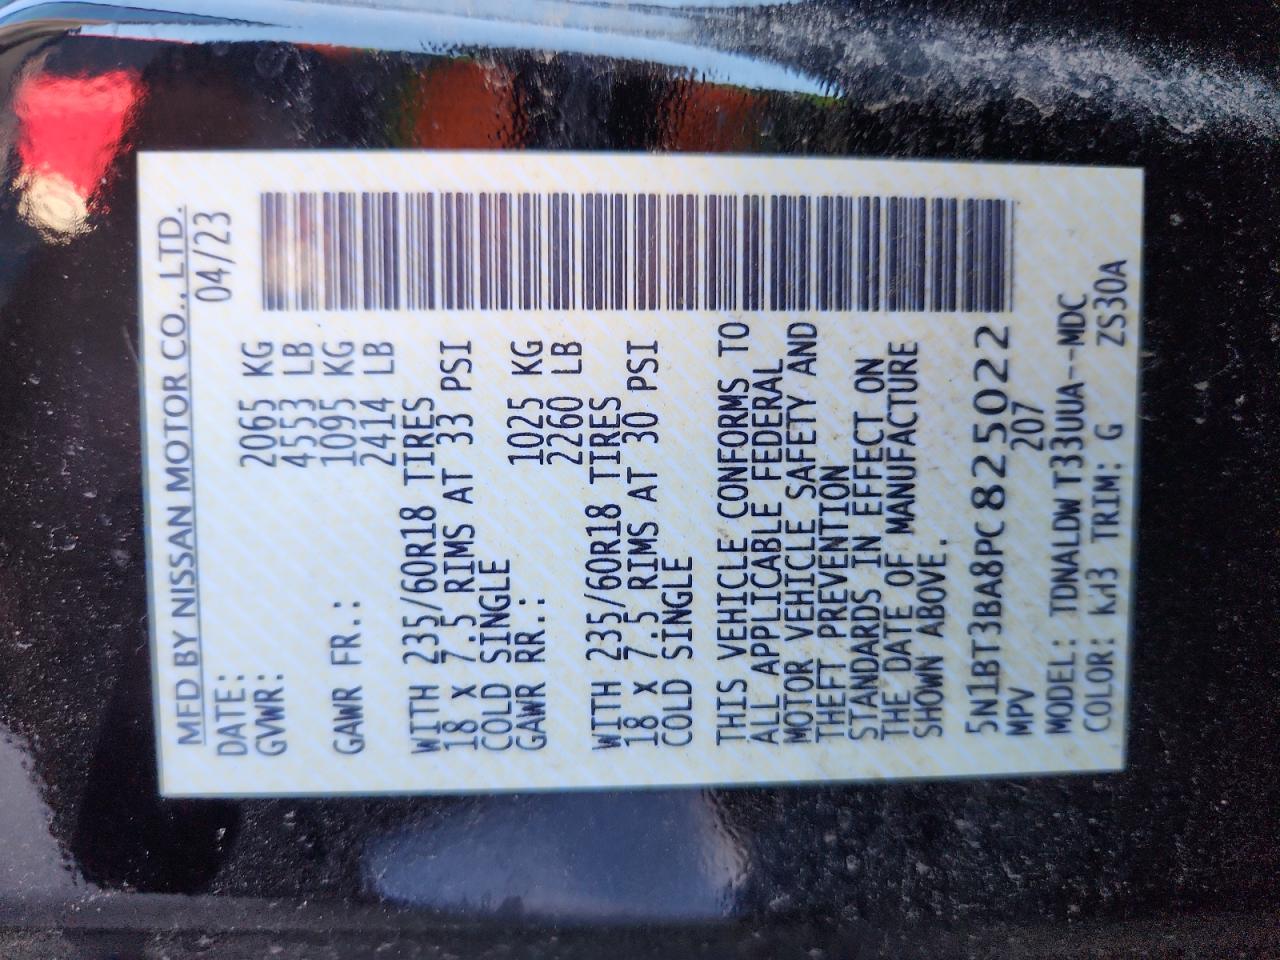 MFD BY NISSAN MOTOR CO., LTD.
DATE: 04/23
GVWR: 2065 KG
4553 LB
GAWR FR.: 1095 KG
2414 LB
WITH 235/60R18 TIRES
18 X 7.5 RIMS AT 33 PSI
COLD SINGLE
GAWR RR.: 1025 KG
2260 LB
WITH 235/60R18 TIRES
18 X 7.5 RIMS AT 30 PSI
COLD SINGLE
THIS VEHICLE CONFORMS TO
ALL APPLICABLE FEDERAL
MOTOR VEHICLE SAFETY AND
THEFT PREVENTION
STANDARDS IN EFFECT ON
THE DATE OF MANUFACTURE
SHOWN ABOVE.
5N1BT3BA8PC825022
MPV 207
MODEL: TDNALDW T33UUA--MDC
COLOR: KH3 TRIM: G ZS30A